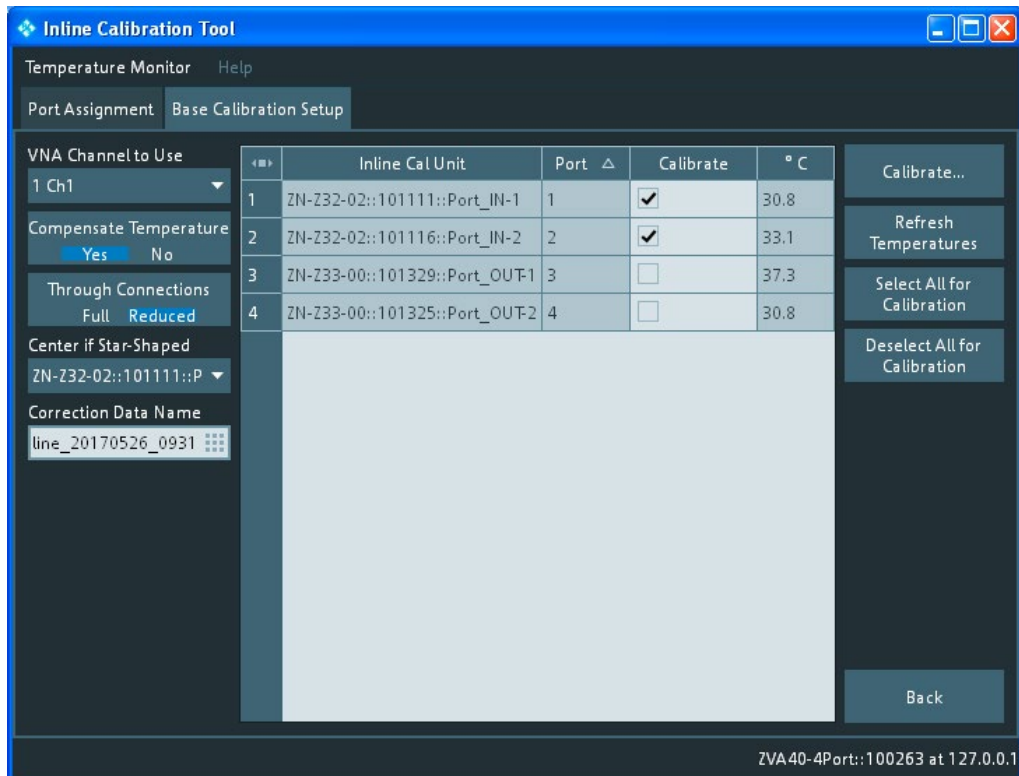 Inline Calibration Tool
Temperature Monitor Help
Port Assignment Base Calibration Setup
VNA Channel to Use
1 Ch1
Compensate Temperature
Yes No
Through Connections
Full Reduced
Center if Star-Shaped
ZN-Z32-02::101111::P
Correction Data Name
line_20170526_0931
Inline Cal Unit Port Calibrate °C
1 ZN-Z32-02::101111::Port_IN-1 1 30.8
2 ZN-Z32-02::101116::Port_IN-2 2 33.1
3 ZN-Z33-00::101329::Port_OUT-1 3 37.3
4 ZN-Z33-00::101325::Port_OUT-2 4 30.8
Calibrate...
Refresh
Temperatures
Select All for
Calibration
Deselect All for
Calibration
Back
ZVA40-4Port::100263 at 127.0.0.1